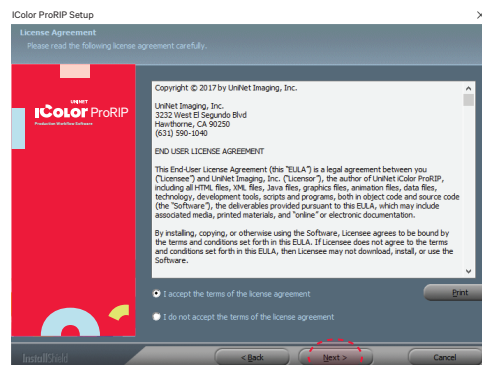 IColor ProRIP Setup
License Agreement
Please read the following license agreement carefully.
UNINET
IColor ProRIP
Production Workflow Software
Copyright © 2017 by UniNet Imaging, Inc.
UniNet Imaging, Inc.
3232 West El Segundo Blvd
Hawthorne, CA 90250
(631) 590-1040
END USER LICENSE AGREEMENT
This End-User License Agreement (this "EULA") is a legal agreement between you
("Licensee") and UniNet Imaging, Inc. ("Licensor"), the author of UniNet iColor ProRIP,
including all HTML files, XML files, Java files, graphics files, animation files, data files,
technology, development tools, scripts and programs, both in object code and source code
(the "Software"), the deliverables provided pursuant to this EULA, which may include
associated media, printed materials, and "online" or electronic documentation.
By installing, copying, or otherwise using the Software, Licensee agrees to be bound by
the terms and conditions set forth in this EULA. If Licensee does not agree to the terms
and conditions set forth in this EULA, then Licensee may not download, install, or use the
Software.
I accept the terms of the license agreement
Print
I do not accept the terms of the license agreement
InstallShield
< Back
Next >
Cancel